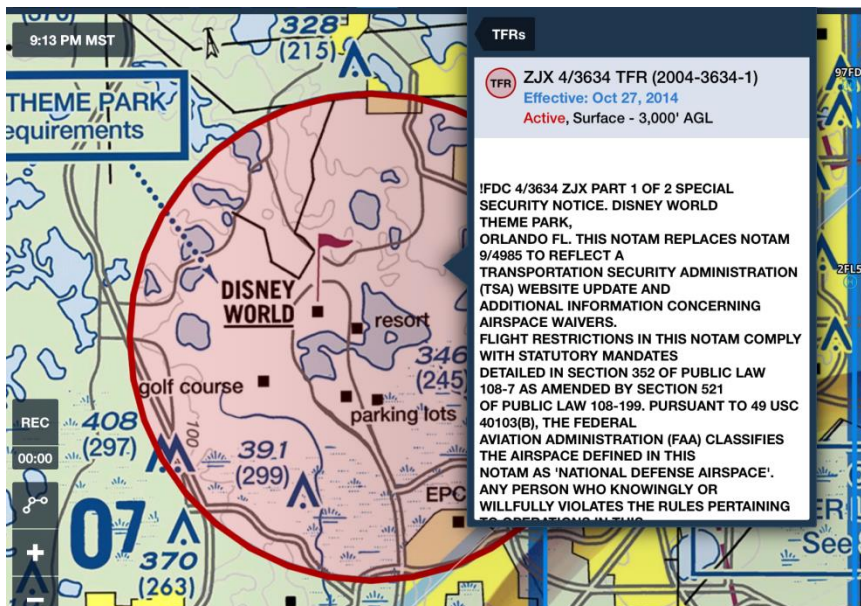 9:13 PM MST
328
(215)
THEME PARK
equirements
DISNEY
WORLD
resort
golf course
346
(245)
parking lots
100
408
(297)
391
(299)
EPC
07
370
(263)
REC
00:00
+
−
TFRs
TFR
ZJX 4/3634 TFR (2004-3634-1)
Effective: Oct 27, 2014
Active, Surface - 3,000' AGL
!FDC 4/3634 ZJX PART 1 OF 2 SPECIAL
SECURITY NOTICE. DISNEY WORLD
THEME PARK,
ORLANDO FL. THIS NOTAM REPLACES NOTAM
9/4985 TO REFLECT A
TRANSPORTATION SECURITY ADMINISTRATION
(TSA) WEBSITE UPDATE AND
ADDITIONAL INFORMATION CONCERNING
AIRSPACE WAIVERS.
FLIGHT RESTRICTIONS IN THIS NOTAM COMPLY
WITH STATUTORY MANDATES
DETAILED IN SECTION 352 OF PUBLIC LAW
108-7 AS AMENDED BY SECTION 521
OF PUBLIC LAW 108-199. PURSUANT TO 49 USC
40103(B), THE FEDERAL
AVIATION ADMINISTRATION (FAA) CLASSIFIES
THE AIRSPACE DEFINED IN THIS
NOTAM AS 'NATIONAL DEFENSE AIRSPACE'.
ANY PERSON WHO KNOWINGLY OR
WILLFULLY VIOLATES THE RULES PERTAINING
TO OPERATIONS IN THIS
97FD
2FL5
See